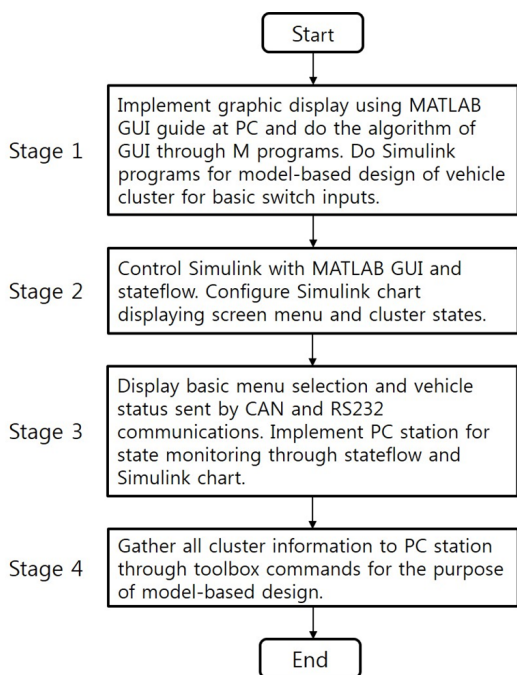 Start
Stage 1
Implement graphic display using MATLAB
GUI guide at PC and do the algorithm of
GUI through M programs. Do Simulink
programs for model-based design of vehicle
cluster for basic switch inputs.
Stage 2
Control Simulink with MATLAB GUI and
stateflow. Configure Simulink chart
displaying screen menu and cluster states.
Stage 3
Display basic menu selection and vehicle
status sent by CAN and RS232
communications. Implement PC station for
state monitoring through stateflow and
Simulink chart.
Stage 4
Gather all cluster information to PC station
through toolbox commands for the purpose
of model-based design.
End